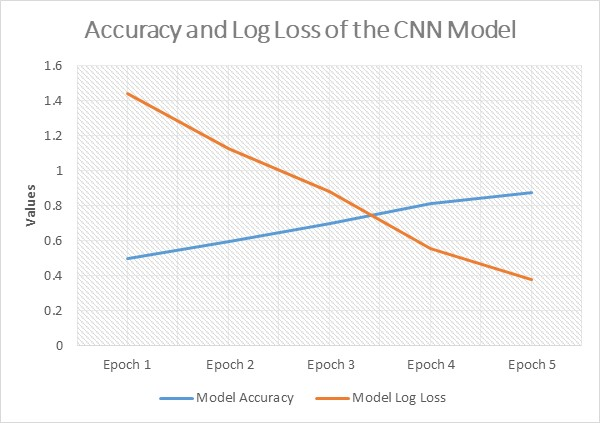 Accuracy and Log Loss of the CNN Model
1.6
1.4
1.2
1
0.8
0.6
0.4
0.2
0
Values
Epoch 1 Epoch 2 Epoch 3 Epoch 4 Epoch 5
Model Accuracy Model Log Loss